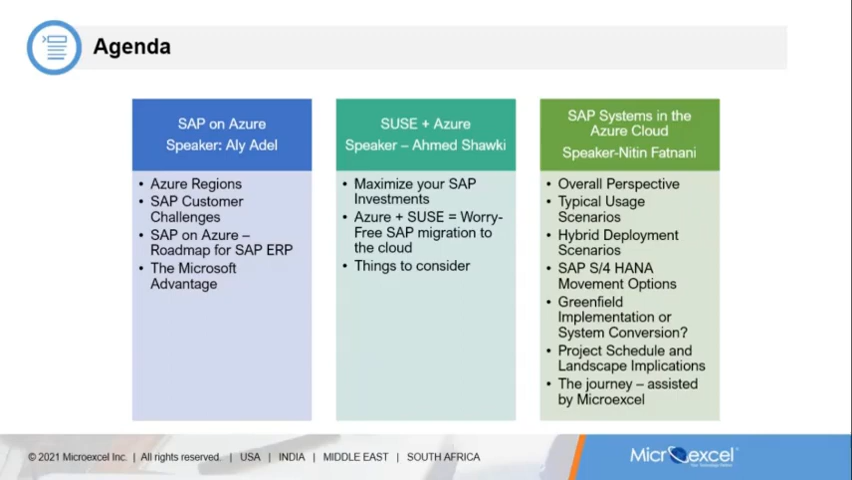 Agenda
SAP on Azure
Speaker: Aly Adel
• Azure Regions
• SAP Customer
Challenges
• SAP on Azure –
Roadmap for SAP ERP
• The Microsoft
Advantage
SUSE + Azure
Speaker – Ahmed Shawki
• Maximize your SAP
Investments
• Azure + SUSE = Worry-
Free SAP migration to
the cloud
• Things to consider
SAP Systems in the
Azure Cloud
Speaker-Nitin Fatnani
• Overall Perspective
• Typical Usage
Scenarios
• Hybrid Deployment
Scenarios
• SAP S/4 HANA
Movement Options
• Greenfield
Implementation or
System Conversion?
• Project Schedule and
Landscape Implications
• The journey – assisted
by Microexcel
© 2021 Microexcel Inc. | All rights reserved. | USA | INDIA | MIDDLE EAST | SOUTH AFRICA
Microexcel